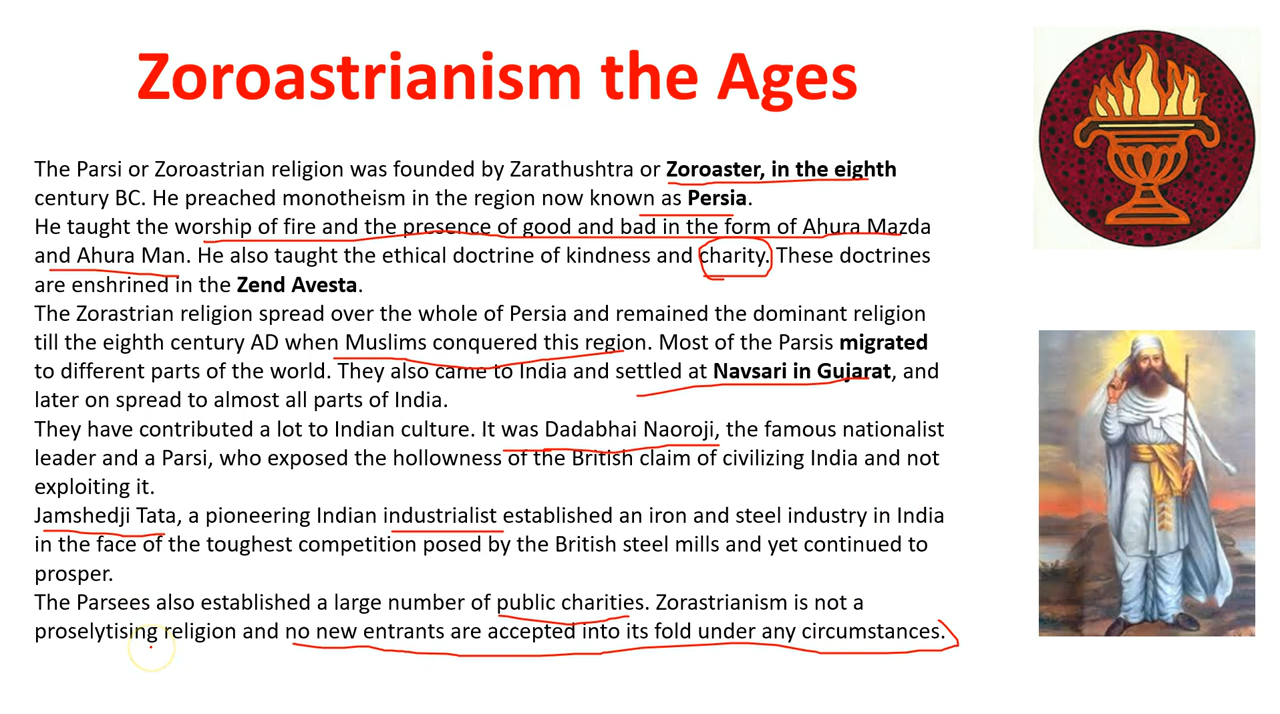 Zoroastrianism the Ages
The Parsi or Zoroastrian religion was founded by Zarathushtra or Zoroaster, in the eighth
century BC. He preached monotheism in the region now known as Persia.
He taught the worship of fire and the presence of good and bad in the form of Ahura Mazda
and Ahura Man. He also taught the ethical doctrine of kindness and charity. These doctrines
are enshrined in the Zend Avesta.
The Zorastrian religion spread over the whole of Persia and remained the dominant religion
till the eighth century AD when Muslims conquered this region. Most of the Parsis migrated
to different parts of the world. They also came to India and settled at Navsari in Gujarat, and
later on spread to almost all parts of India.
They have contributed a lot to Indian culture. It was Dadabhai Naoroji, the famous nationalist
leader and a Parsi, who exposed the hollowness of the British claim of civilizing India and not
exploiting it.
Jamshedji Tata, a pioneering Indian industrialist established an iron and steel industry in India
in the face of the toughest competition posed by the British steel mills and yet continued to
prosper.
The Parsees also established a large number of public charities. Zorastrianism is not a
proselytising religion and no new entrants are accepted into its fold under any circumstances.